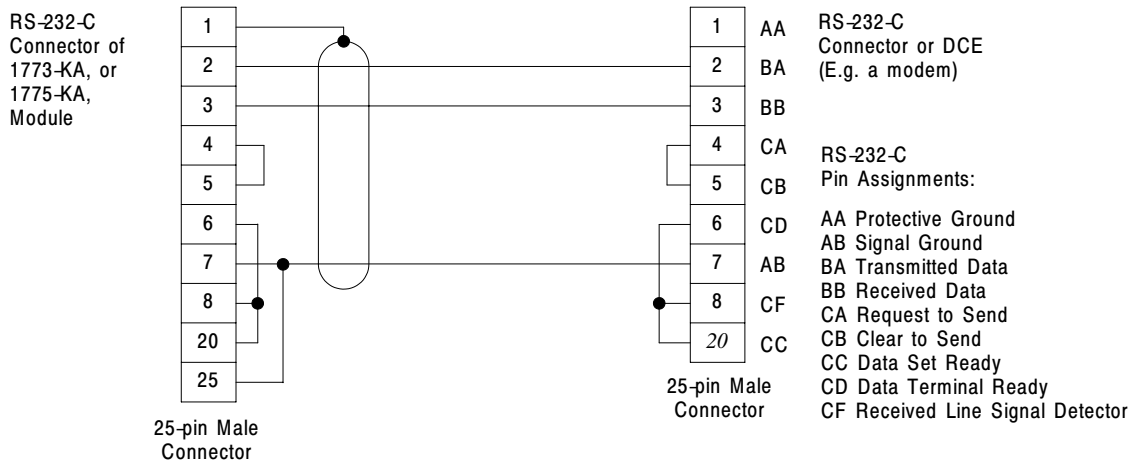 RS-232-C
Connector of
1773-KA, or
1775-KA,
Module
1
2
3
4
5
6
7
8
20
25
25-pin Male
Connector
1 AA
2 BA
3 BB
4 CA
5 CB
6 CD
7 AB
8 CF
20 CC
25-pin Male
Connector
RS-232-C
Connector or DCE
(E.g. a modem)
RS-232-C
Pin Assignments:
AA Protective Ground
AB Signal Ground
BA Transmitted Data
BB Received Data
CA Request to Send
CB Clear to Send
CC Data Set Ready
CD Data Terminal Ready
CF Received Line Signal Detector